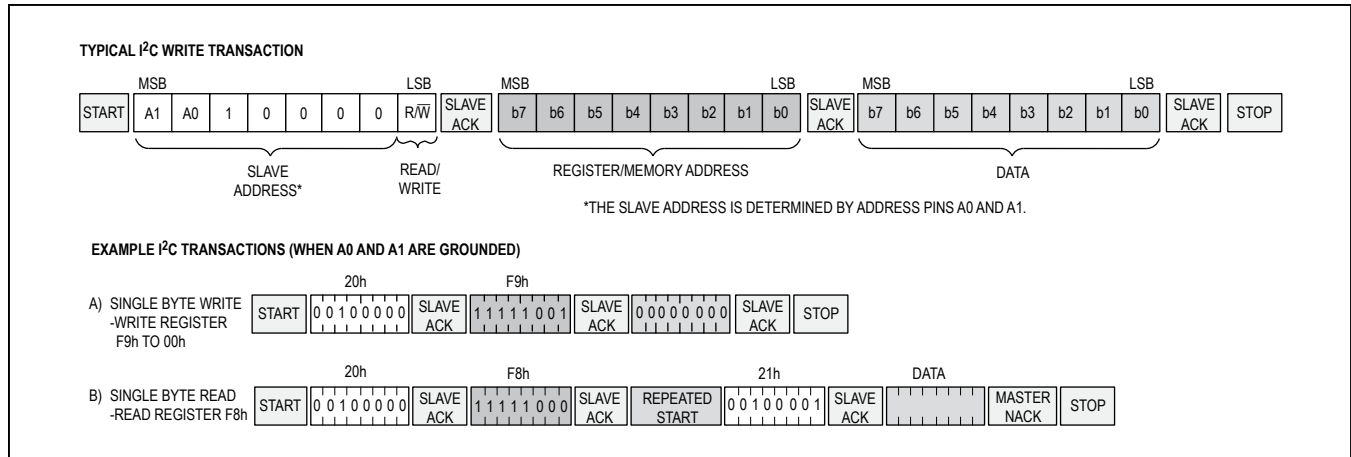 TYPICAL I²C WRITE TRANSACTION
MSB LSB MSB LSB MSB LSB
START A1 A0 1 0 0 0 0 R/W̅ SLAVE ACK b7 b6 b5 b4 b3 b2 b1 b0 SLAVE ACK b7 b6 b5 b4 b3 b2 b1 b0 SLAVE ACK STOP
SLAVE ADDRESS* READ/WRITE REGISTER/MEMORY ADDRESS DATA
*THE SLAVE ADDRESS IS DETERMINED BY ADDRESS PINS A0 AND A1.
EXAMPLE I²C TRANSACTIONS (WHEN A0 AND A1 ARE GROUNDED)
20h F9h
A) SINGLE BYTE WRITE
-WRITE REGISTER
F9h TO 00h
START 0 0 1 0 0 0 0 0 SLAVE ACK 1 1 1 1 1 0 0 1 SLAVE ACK 0 0 0 0 0 0 0 0 SLAVE ACK STOP
20h F8h 21h DATA
B) SINGLE BYTE READ
-READ REGISTER F8h
START 0 0 1 0 0 0 0 0 SLAVE ACK 1 1 1 1 1 0 0 0 SLAVE ACK REPEATED START 0 0 1 0 0 0 0 1 SLAVE ACK MASTER NACK STOP